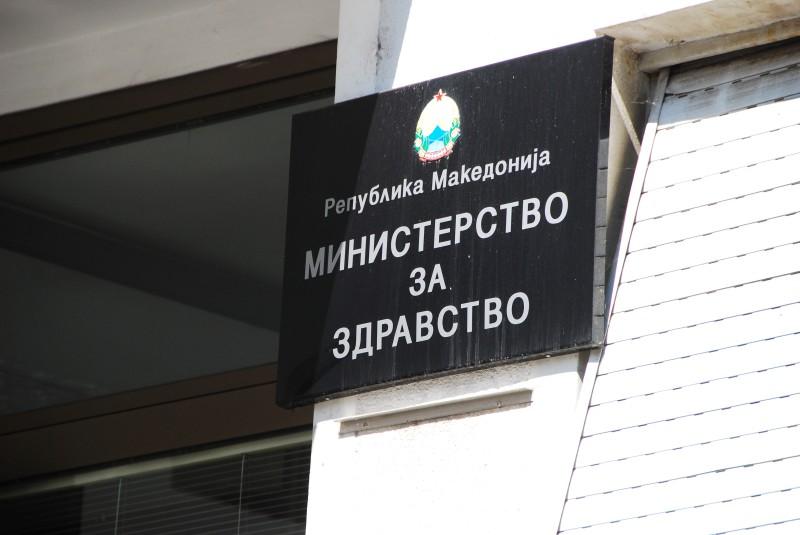 Република Македонија
МИНИСТЕРСТВО
ЗА
ЗДРАВСТВО